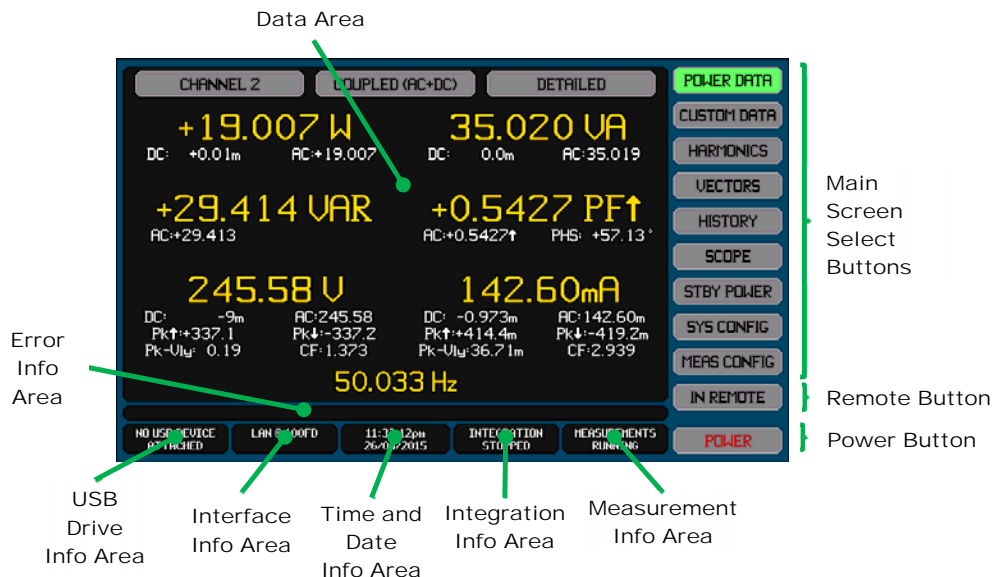 Data Area
CHANNEL 2
COUPLED (AC+DC)
DETAILED
+19.007 W
35.020 VA
DC: +0.01m
AC:+19.007
DC: 0.0m
AC:35.019
+29.414 VAR
+0.5427 PF↑
AC:+29.413
AC:+0.5427↑
PHS: +57.13°
245.58 V
142.60mA
DC: -9m
AC:245.58
DC: -0.973m
AC:142.60m
Pk↑:+337.1
Pk↓:-337.2
Pk↑:+414.4m
Pk↓:-419.2m
Pk-Vly: 0.19
CF:1.373
Pk-Vly:36.71m
CF:2.939
50.033 Hz
POWER DATA
CUSTOM DATA
HARMONICS
VECTORS
HISTORY
SCOPE
STBY POWER
SYS CONFIG
MEAS CONFIG
IN REMOTE
POWER
Main
Screen
Select
Buttons
Remote Button
Power Button
Error
Info
Area
NO USB DEVICE
ATTACHED
LAN @ 100FD
INTEGRATION
STOPPED
MEASUREMENTS
RUNNING
USB
Drive
Info Area
Interface
Info Area
Time and
Date
Info Area
Integration
Info Area
Measurement
Info Area